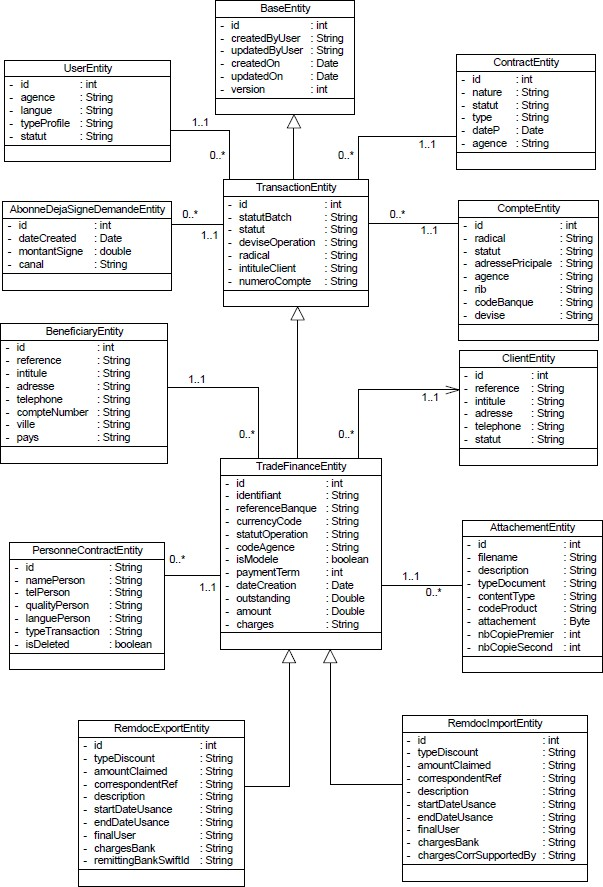 BaseEntity
- id : int
- createdByUser : String
- updatedByUser : String
- createdOn : Date
- updatedOn : Date
- version : int
UserEntity
- id : int
- agence : String
- langue : String
- typeProfile : String
- statut : String
ContractEntity
- id : int
- nature : String
- statut : String
- type : String
- dateP : Date
- agence : String
1..1
0..*
0..*
1..1
TransactionEntity
- id : int
- statutBatch : String
- statut : String
- deviseOperation : String
- radical : String
- intituleClient : String
- numeroCompte : String
AbonneDejaSigneDemandeEntity
- id : int
- dateCreated : Date
- montantSigne : double
- canal : String
0..*
1..1
0..*
1..1
CompteEntity
- id : int
- radical : String
- statut : String
- adressePricipale : String
- agence : String
- rib : String
- codeBanque : String
- devise : String
BeneficiaryEntity
- id : int
- reference : String
- intitule : String
- adresse : String
- telephone : String
- compteNumber : String
- ville : String
- pays : String
ClientEntity
- id : int
- reference : String
- intitule : String
- adresse : String
- telephone : String
- statut : String
1..1
0..*
1..1
0..*
TradeFinanceEntity
- id : int
- identifiant : String
- referenceBanque : String
- currencyCode : String
- statutOperation : String
- codeAgence : String
- isModele : boolean
- paymentTerm : int
- dateCreation : Date
- outstanding : Double
- amount : Double
- charges : String
PersonneContractEntity
- id : String
- namePerson : String
- telPerson : String
- qualityPerson : String
- languePerson : String
- typeTransaction : String
- isDeleted : boolean
0..*
1..1
1..1
0..*
AttachementEntity
- id : int
- filename : String
- description : String
- typeDocument : String
- contentType : String
- codeProduct : String
- attachement : Byte
- nbCopiePremier : int
- nbCopieSecond : int
RemdocExportEntity
- id : int
- typeDiscount : String
- amountClaimed : String
- correspondentRef : String
- description : String
- startDateUsance : String
- endDateUsance : String
- finalUser : String
- chargesBank : String
- remittingBankSwiftId : String
RemdocImportEntity
- id : int
- typeDiscount : String
- amountClaimed : String
- correspondentRef : String
- description : String
- startDateUsance : String
- endDateUsance : String
- finalUser : String
- chargesBank : String
- chargesCorrSupportedBy : String